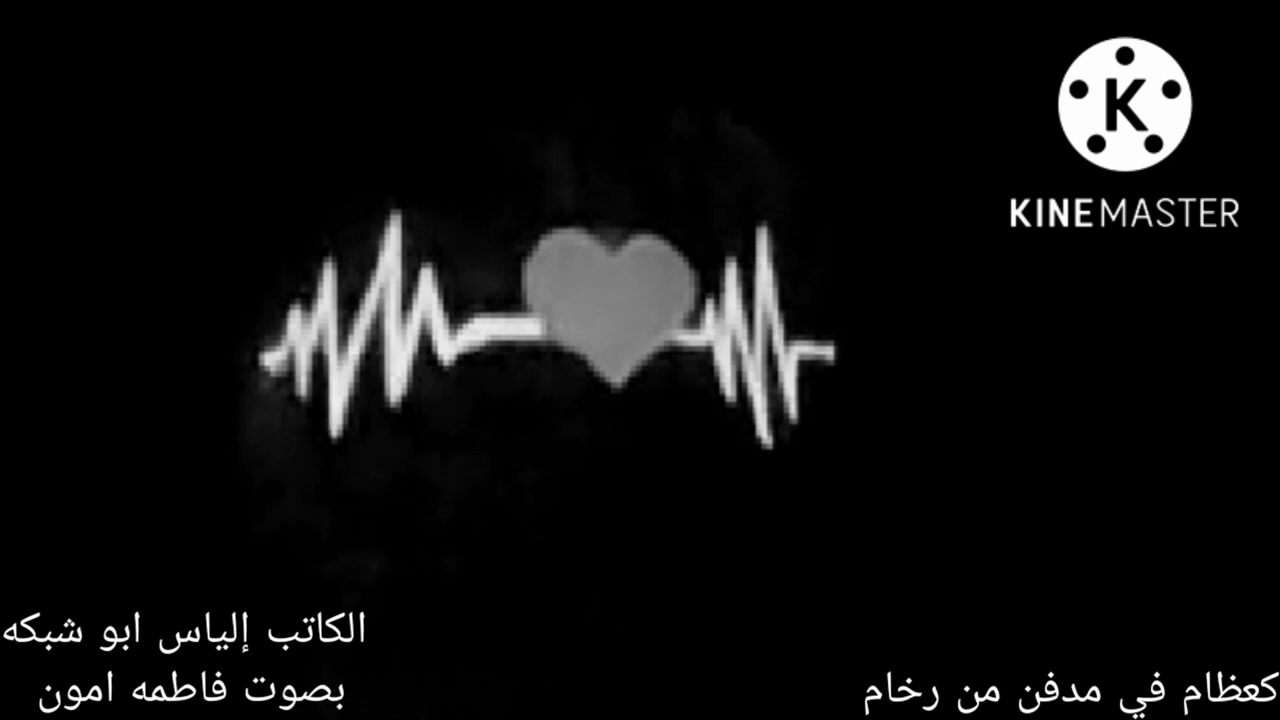 KINEMASTER
الكاتب إلياس ابو شبكه
بصوت فاطمه امون
كعظام في مدفن من رخام